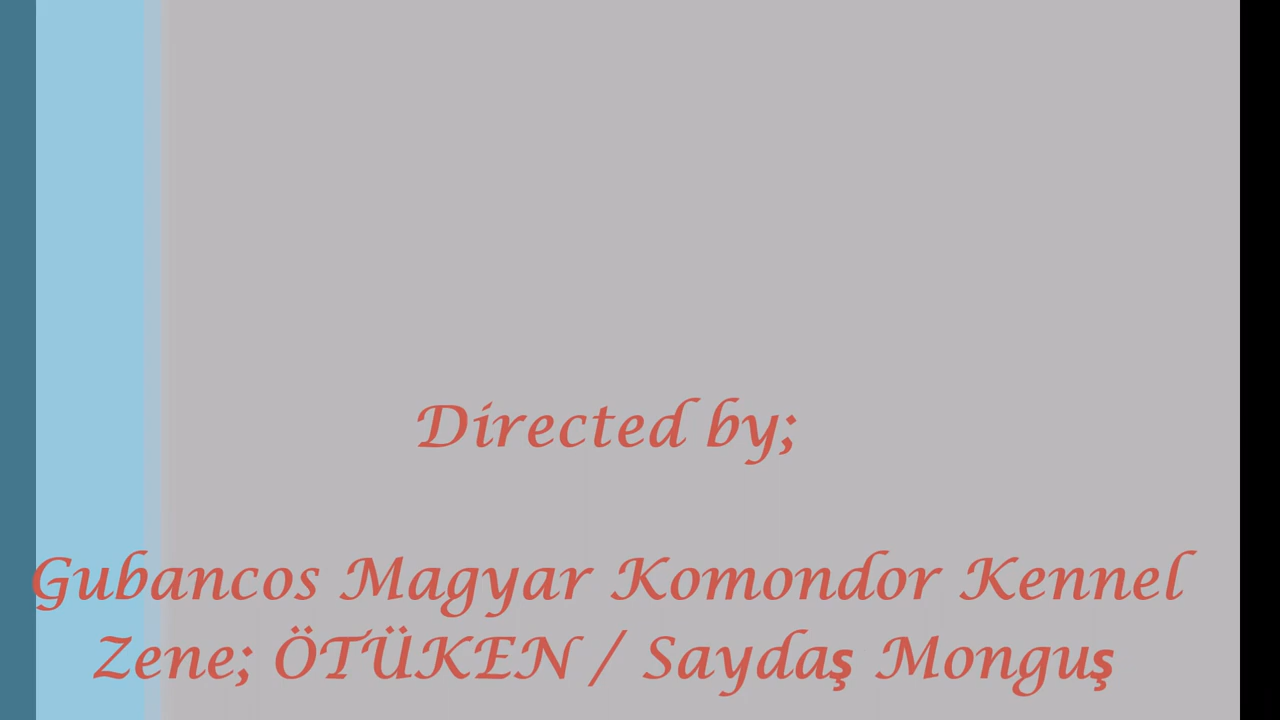 Directed by;
Gubancos Magyar Komondor Kennel
Zene; ÖTÜKEN / Saydaş Monguş